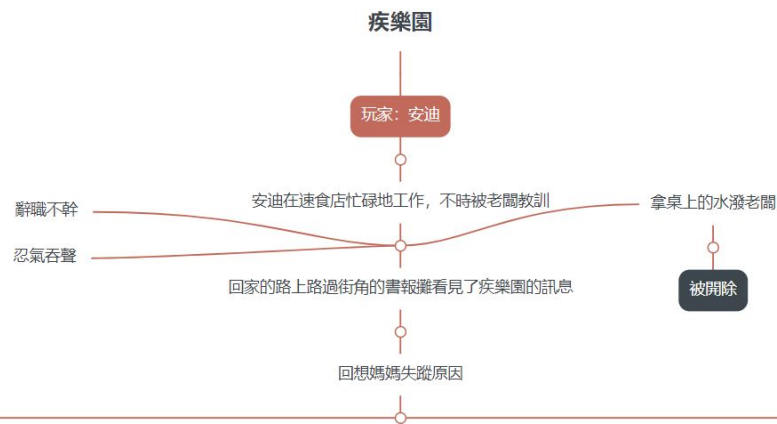 疾樂園
玩家：安迪
安迪在速食店忙碌地工作，不時被老闆教訓
辭職不幹
忍氣吞聲
拿桌上的水潑老闆
被開除
回家的路上路過街角的書報攤看見了疾樂園的訊息
回想媽媽失蹤原因